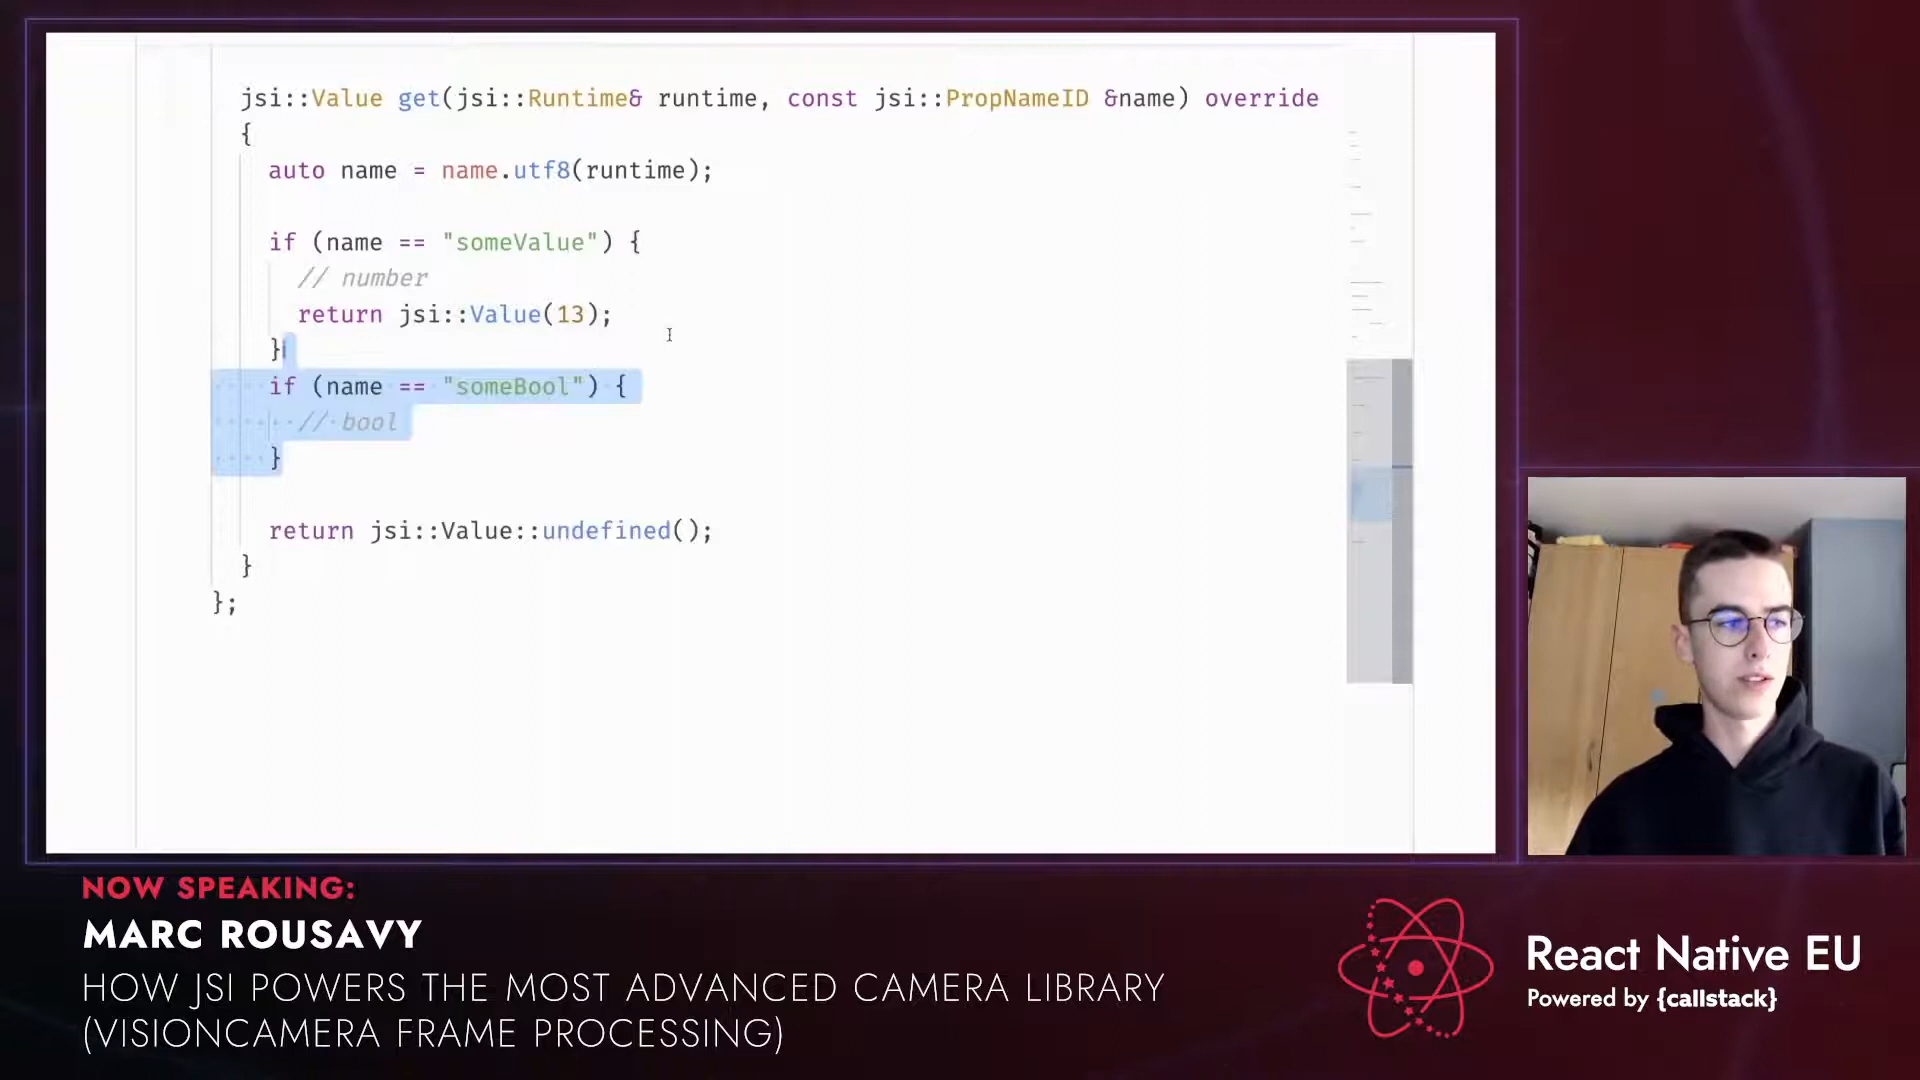 jsi::Value get(jsi::Runtime& runtime, const jsi::PropNameID &name) override
{
auto name = name.utf8(runtime);
if (name == "someValue") {
// number
return jsi::Value(13);
}
if (name == "someBool") {
// bool
}
return jsi::Value::undefined();
}
};
NOW SPEAKING:
MARC ROUSAVY
HOW JSI POWERS THE MOST ADVANCED CAMERA LIBRARY
(VISIONCAMERA FRAME PROCESSING)
React Native EU
Powered by {callstack}